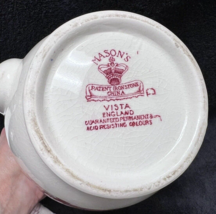 MASON'S
PATENT IRONSTONE
CHINA
VISTA
ENGLAND
GUARANTEED PERMANENT &
ACID RESISTING COLOURS